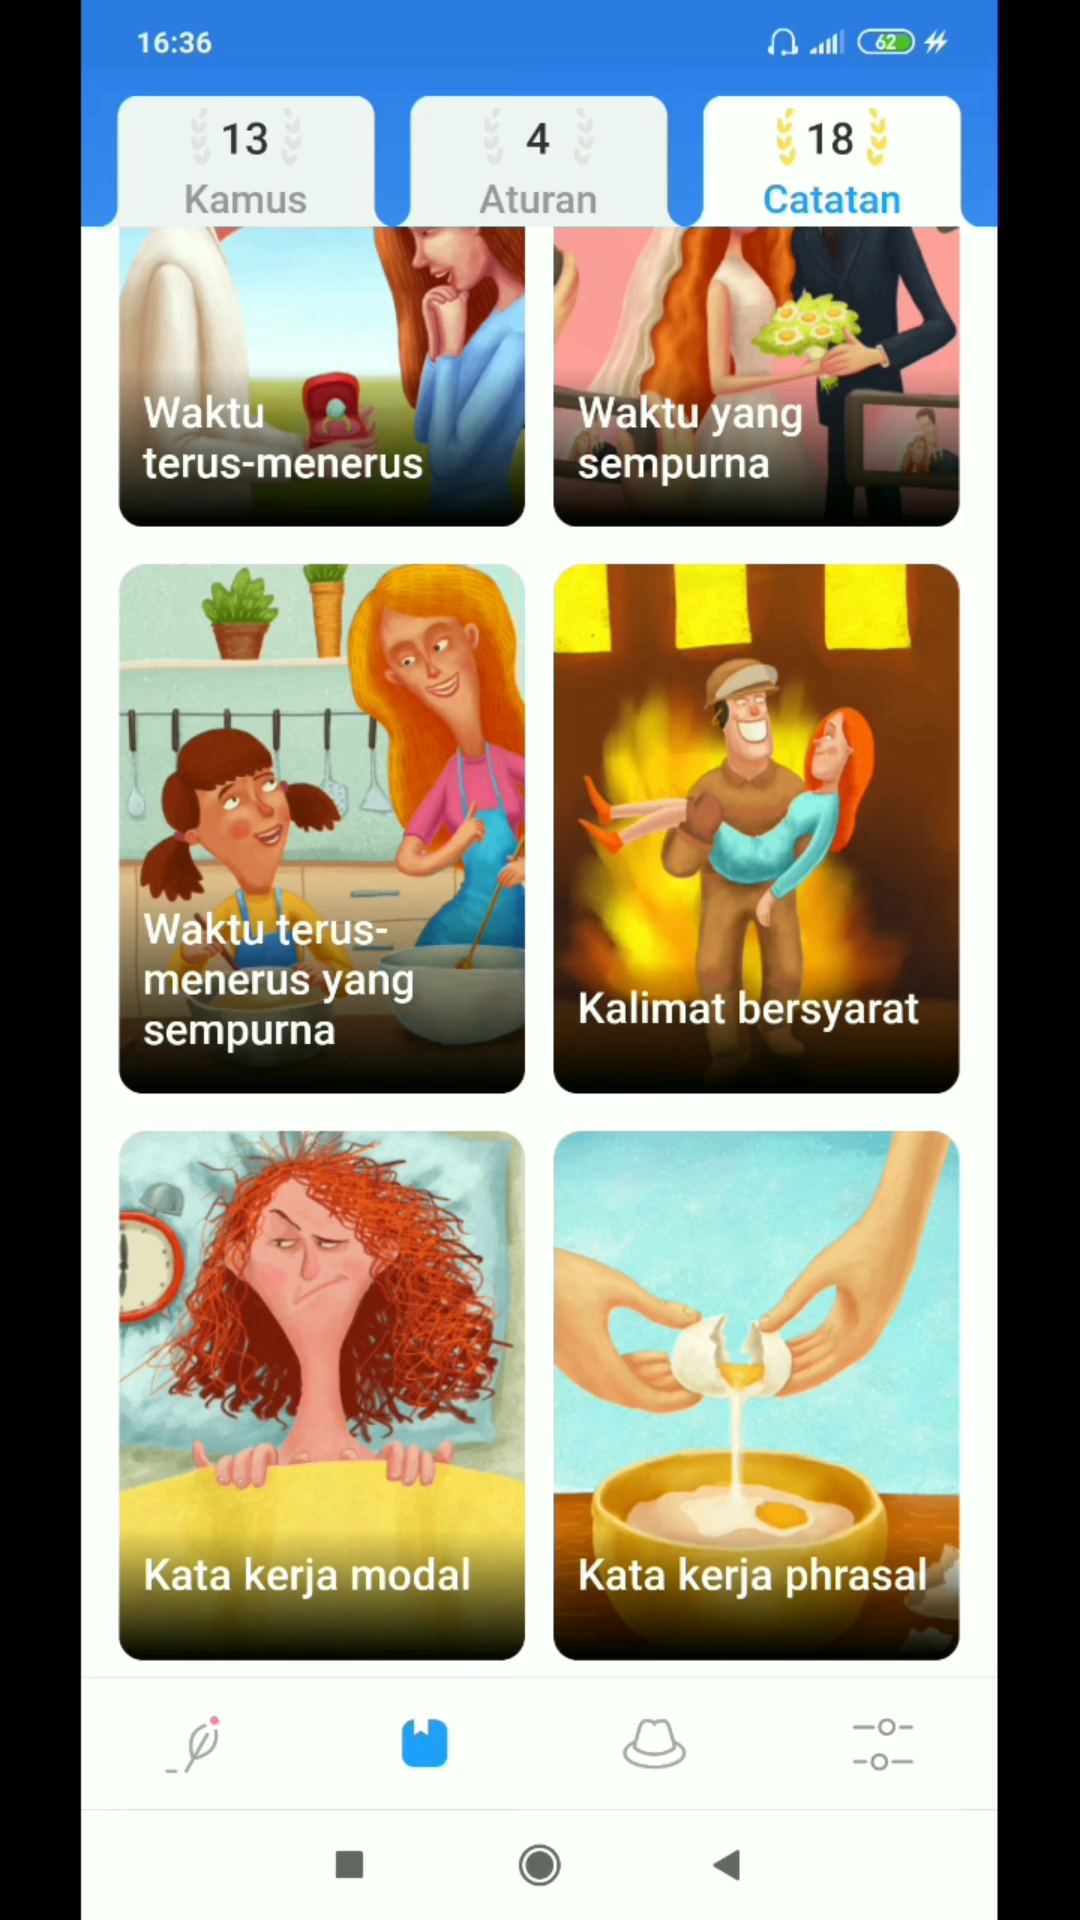 16:36
62
13
4
18
Kamus
Aturan
Catatan
Waktu
terus-menerus
Waktu yang
sempurna
Waktu terus-
menerus yang
sempurna
Kalimat bersyarat
Kata kerja modal
Kata kerja phrasal